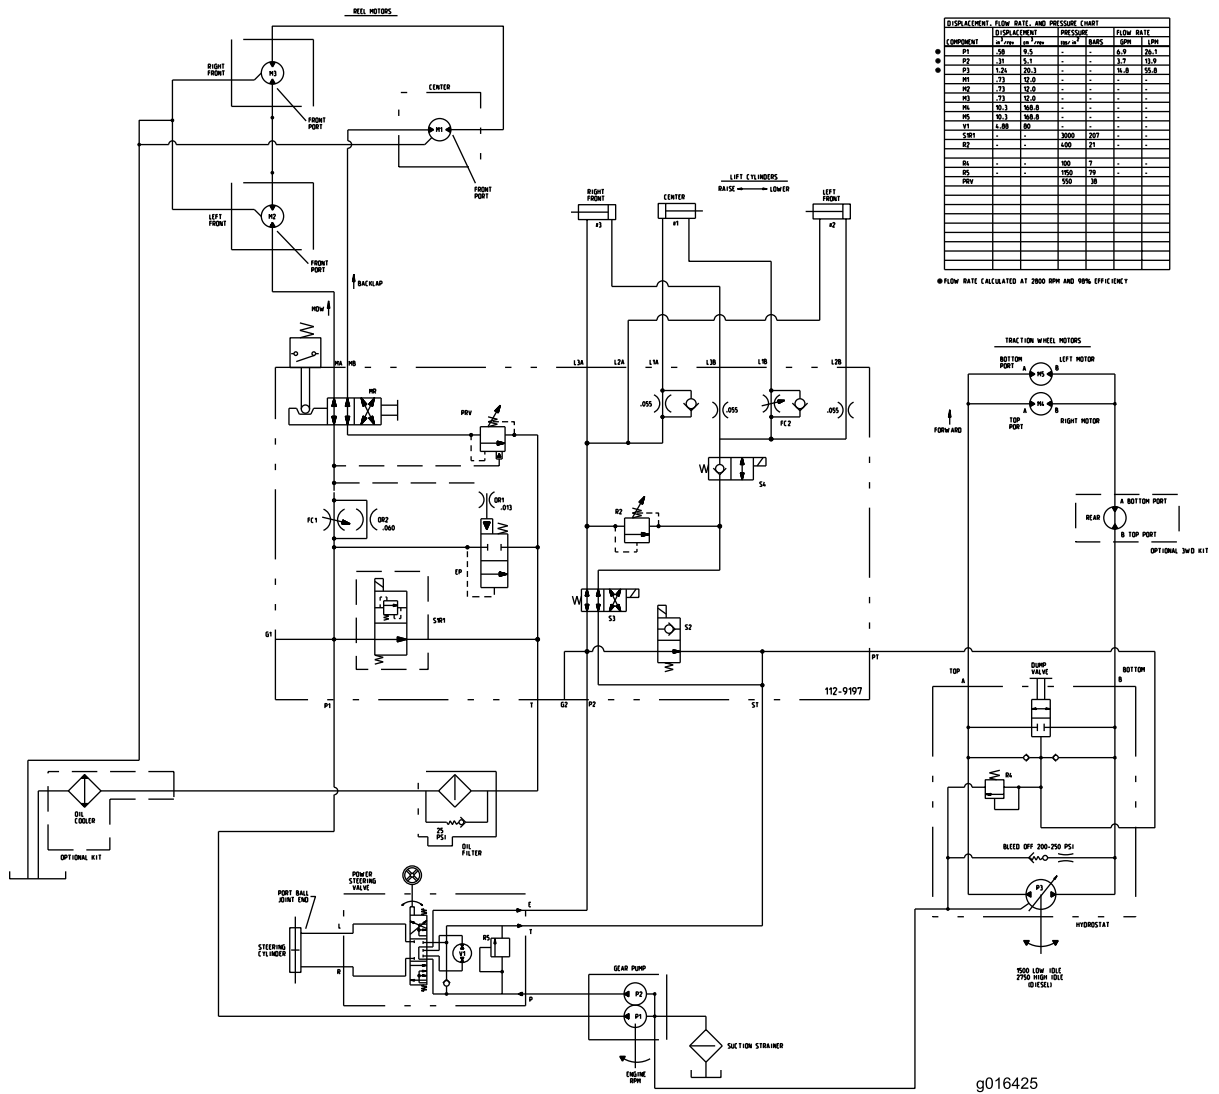 REEL MOTORS
RIGHT
FRONT
M3
FRONT
PORT
CENTER
M1
FRONT
PORT
LEFT
FRONT
M2
FRONT
PORT
BACKLAP
MOW
DISPLACEMENT, FLOW RATE, AND PRESSURE CHART
DISPLACEMENT PRESSURE FLOW RATE
COMPONENT in³/rev cm³/rev BARS GPM LPM
P1 .58 9.5 - - 6.9 26.1
P2 .31 5.1 - - 3.7 13.9
P3 1.24 20.3 - - 14.8 55.8
M1 .73 12.0 - - - -
M2 .73 12.0 - - - -
M3 .73 12.0 - - - -
M4 10.3 168.8 - - - -
M5 10.3 168.8 - - - -
V1 4.88 80 - - - -
S1R1 - - 3000 207 - -
R2 - - 400 21 - -
R4 - - 100 7 - -
R5 - - 1150 79 - -
PRV 550 38 - -
FLOW RATE CALCULATED AT 2800 RPM AND 98% EFFICIENCY
LIFT CYLINDERS
RAISE LOWER
RIGHT
FRONT
#3
CENTER
#1
LEFT
FRONT
#2
MA MB
L3A L2A L1A L3B L1B L2B
MR
PRV
.055
.055
FC2
.055
S4
FC1
OR2
.060
OR1
.013
EP
R2
S1R1
S3
S2
G1
P1
T
G2 P2
ST
PT
112-9197
TRACTION WHEEL MOTORS
BOTTOM
PORT
A M5 B
LEFT MOTOR
A M4 B
TOP
PORT
RIGHT MOTOR
FORWARD
A BOTTOM PORT
REAR
B TOP PORT
OPTIONAL 3WD KIT
TOP
A
DUMP
VALVE
BOTTOM
B
R4
BLEED OFF 200-250 PSI
P3
HYDROSTAT
1500 LOW IDLE
2750 HIGH IDLE
(DIESEL)
OIL
COOLER
OPTIONAL KIT
25
PSI
OIL
FILTER
POWER
STEERING
VALVE
PORT BALL
JOINT END
L
R
STEERING
CYLINDER
E
T
P
V1
R5
GEAR PUMP
P2
P1
ENGINE
RPM
SUCTION STRAINER
g016425